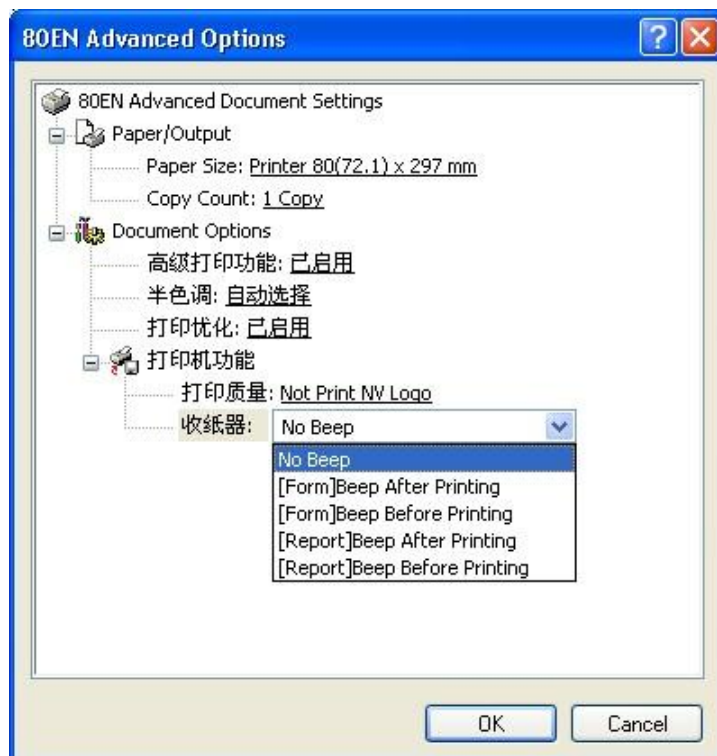 80EN Advanced Options
80EN Advanced Document Settings
Paper/Output
Paper Size: Printer 80(72.1) x 297 mm
Copy Count: 1 Copy
Document Options
高级打印功能: 已启用
半色调: 自动选择
打印优化: 已启用
打印机功能
打印质量: Not Print NV Logo
收纸器: No Beep
No Beep
[Form]Beep After Printing
[Form]Beep Before Printing
[Report]Beep After Printing
[Report]Beep Before Printing
OK Cancel